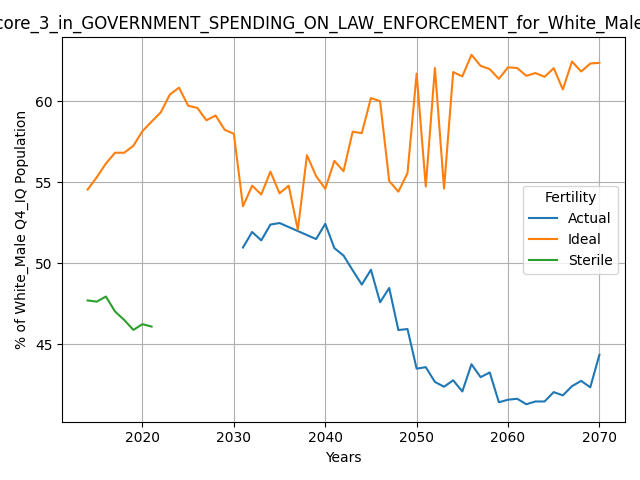 core_3_in_GOVERNMENT_SPENDING_ON_LAW_ENFORCEMENT_for_White_Male
% of White_Male Q4_IQ Population
60
55
50
45
Fertility
Actual
Ideal
Sterile
2020 2030 2040 2050 2060 2070
Years